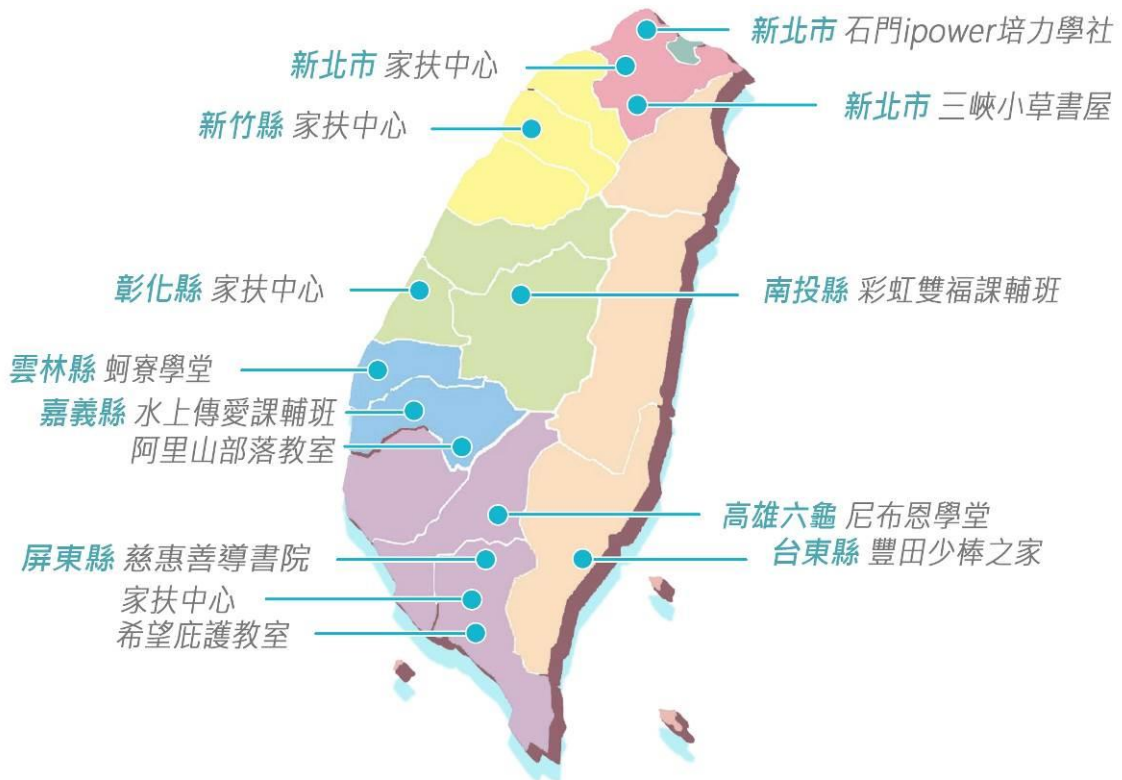 新北市 石門ipower培力學社
新北市 家扶中心
新北市 三峽小草書屋
新竹縣 家扶中心
彰化縣 家扶中心
南投縣 彩虹雙福課輔班
雲林縣 蚵寮學堂
嘉義縣 水上傳愛課輔班
阿里山部落教室
高雄六龜 尼布恩學堂
屏東縣 慈惠善導書院
台東縣 豐田少棒之家
家扶中心
希望庇護教室